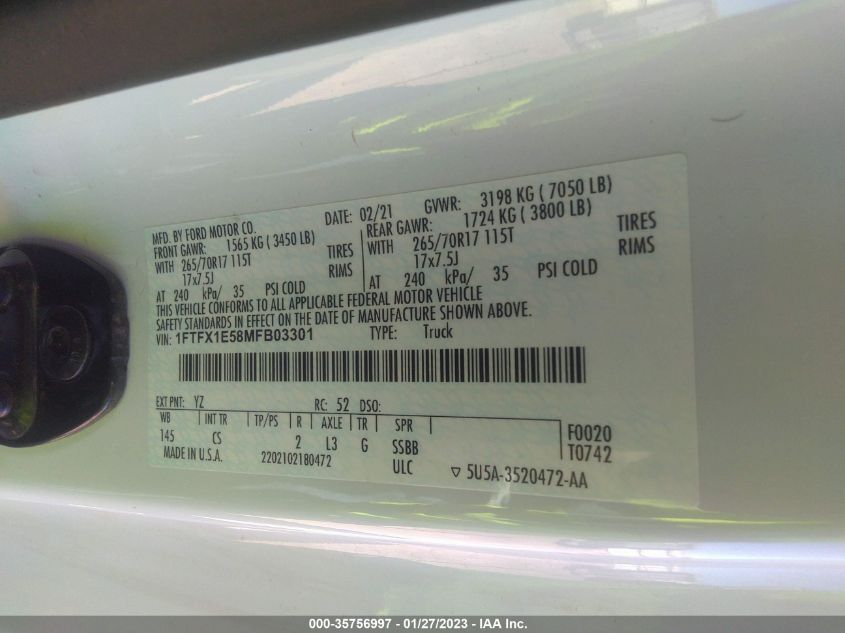 MFD. BY FORD MOTOR CO. DATE: 02/21 GVWR: 3198 KG ( 7050 LB)
FRONT GAWR: 1565 KG ( 3450 LB) REAR GAWR: 1724 KG ( 3800 LB)
WITH 265/70R17 115T TIRES WITH 265/70R17 115T TIRES
17x7.5J RIMS 17x7.5J RIMS
AT 240 kPa/ 35 PSI COLD AT 240 kPa/ 35 PSI COLD
THIS VEHICLE CONFORMS TO ALL APPLICABLE FEDERAL MOTOR VEHICLE
SAFETY STANDARDS IN EFFECT ON THE DATE OF MANUFACTURE SHOWN ABOVE.
VIN: 1FTFX1E58MFB03301 TYPE: Truck
EXT PNT: YZ RC: 52 DSO:
WB INT TR TP/PS R AXLE TR SPR
145 CS 2 L3 G SSBB F0020
MADE IN U.S.A. 2202102180472 ULC T0742
5U5A-3520472-AA
000-35756997 - 01/27/2023 - © IAA Inc.